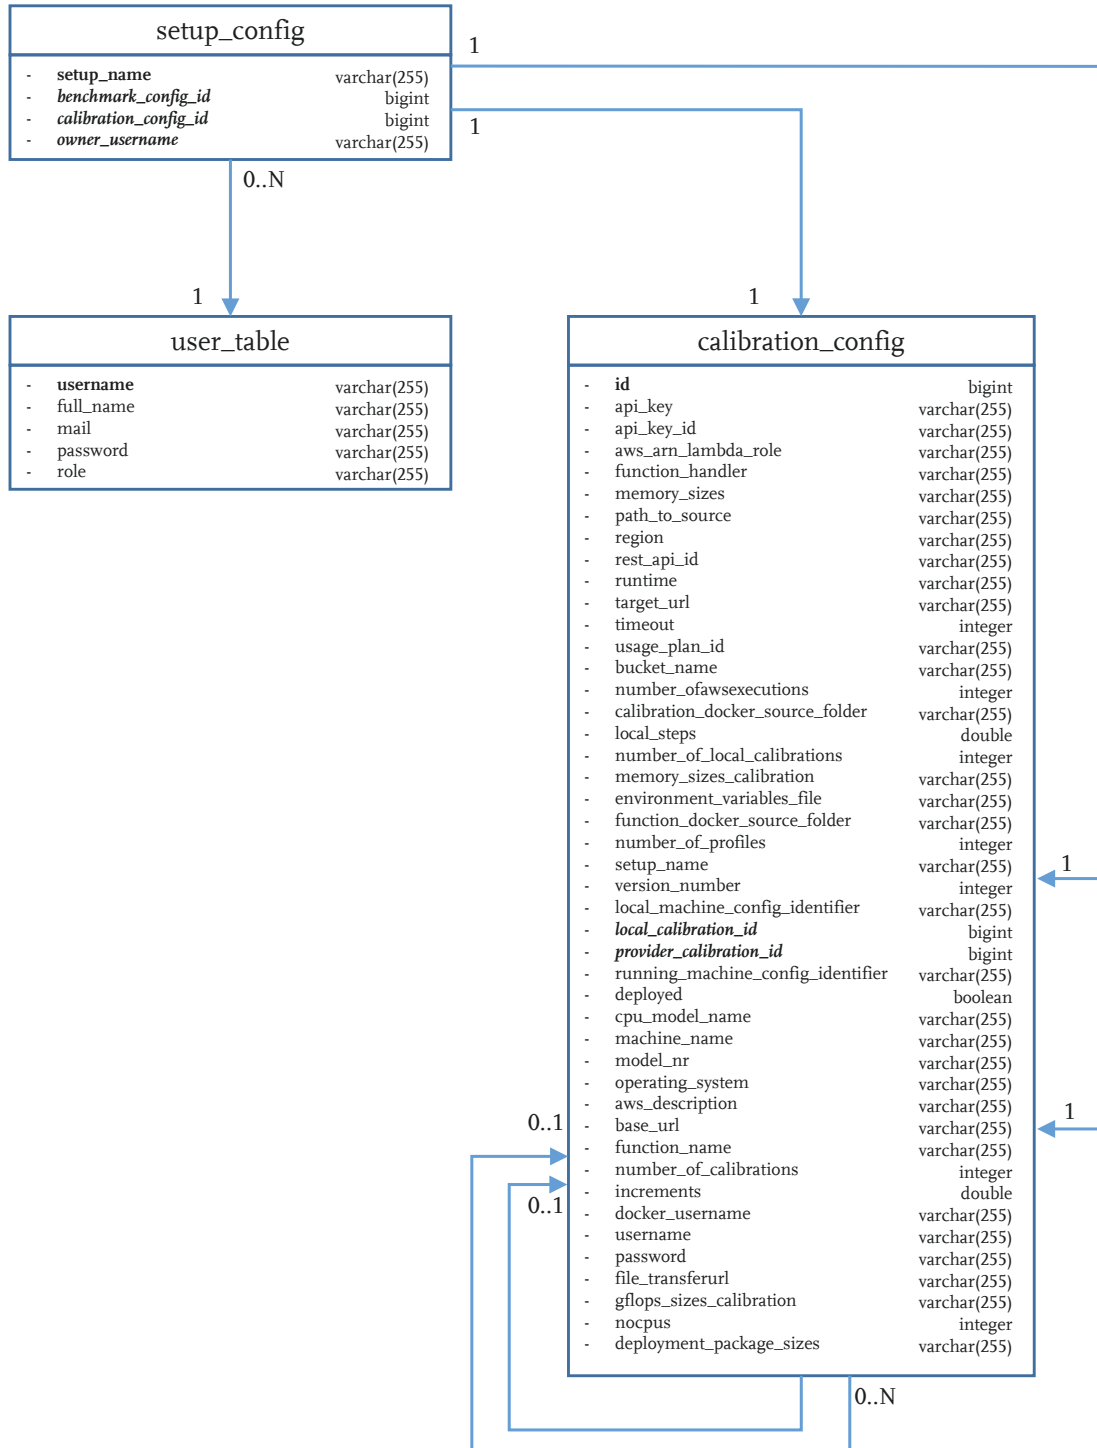 setup_config
- setup_name varchar(255)
- benchmark_config_id bigint
- calibration_config_id bigint
- owner_username varchar(255)
1
1
0..N
1
1
user_table
- username varchar(255)
- full_name varchar(255)
- mail varchar(255)
- password varchar(255)
- role varchar(255)
calibration_config
- id bigint
- api_key varchar(255)
- api_key_id varchar(255)
- aws_arn_lambda_role varchar(255)
- function_handler varchar(255)
- memory_sizes varchar(255)
- path_to_source varchar(255)
- region varchar(255)
- rest_api_id varchar(255)
- runtime varchar(255)
- target_url varchar(255)
- timeout integer
- usage_plan_id varchar(255)
- bucket_name varchar(255)
- number_ofawsexecutions integer
- calibration_docker_source_folder varchar(255)
- local_steps double
- number_of_local_calibrations integer
- memory_sizes_calibration varchar(255)
- environment_variables_file varchar(255)
- function_docker_source_folder varchar(255)
- number_of_profiles integer
- setup_name varchar(255)
- version_number integer
- local_machine_config_identifier varchar(255)
- local_calibration_id bigint
- provider_calibration_id bigint
- running_machine_config_identifier varchar(255)
- deployed boolean
- cpu_model_name varchar(255)
- machine_name varchar(255)
- model_nr varchar(255)
- operating_system varchar(255)
- aws_description varchar(255)
- base_url varchar(255)
- function_name varchar(255)
- number_of_calibrations integer
- increments double
- docker_username varchar(255)
- username varchar(255)
- password varchar(255)
- file_transferurl varchar(255)
- gflops_sizes_calibration varchar(255)
- nocpus integer
- deployment_package_sizes varchar(255)
1
1
0..1
0..1
0..N